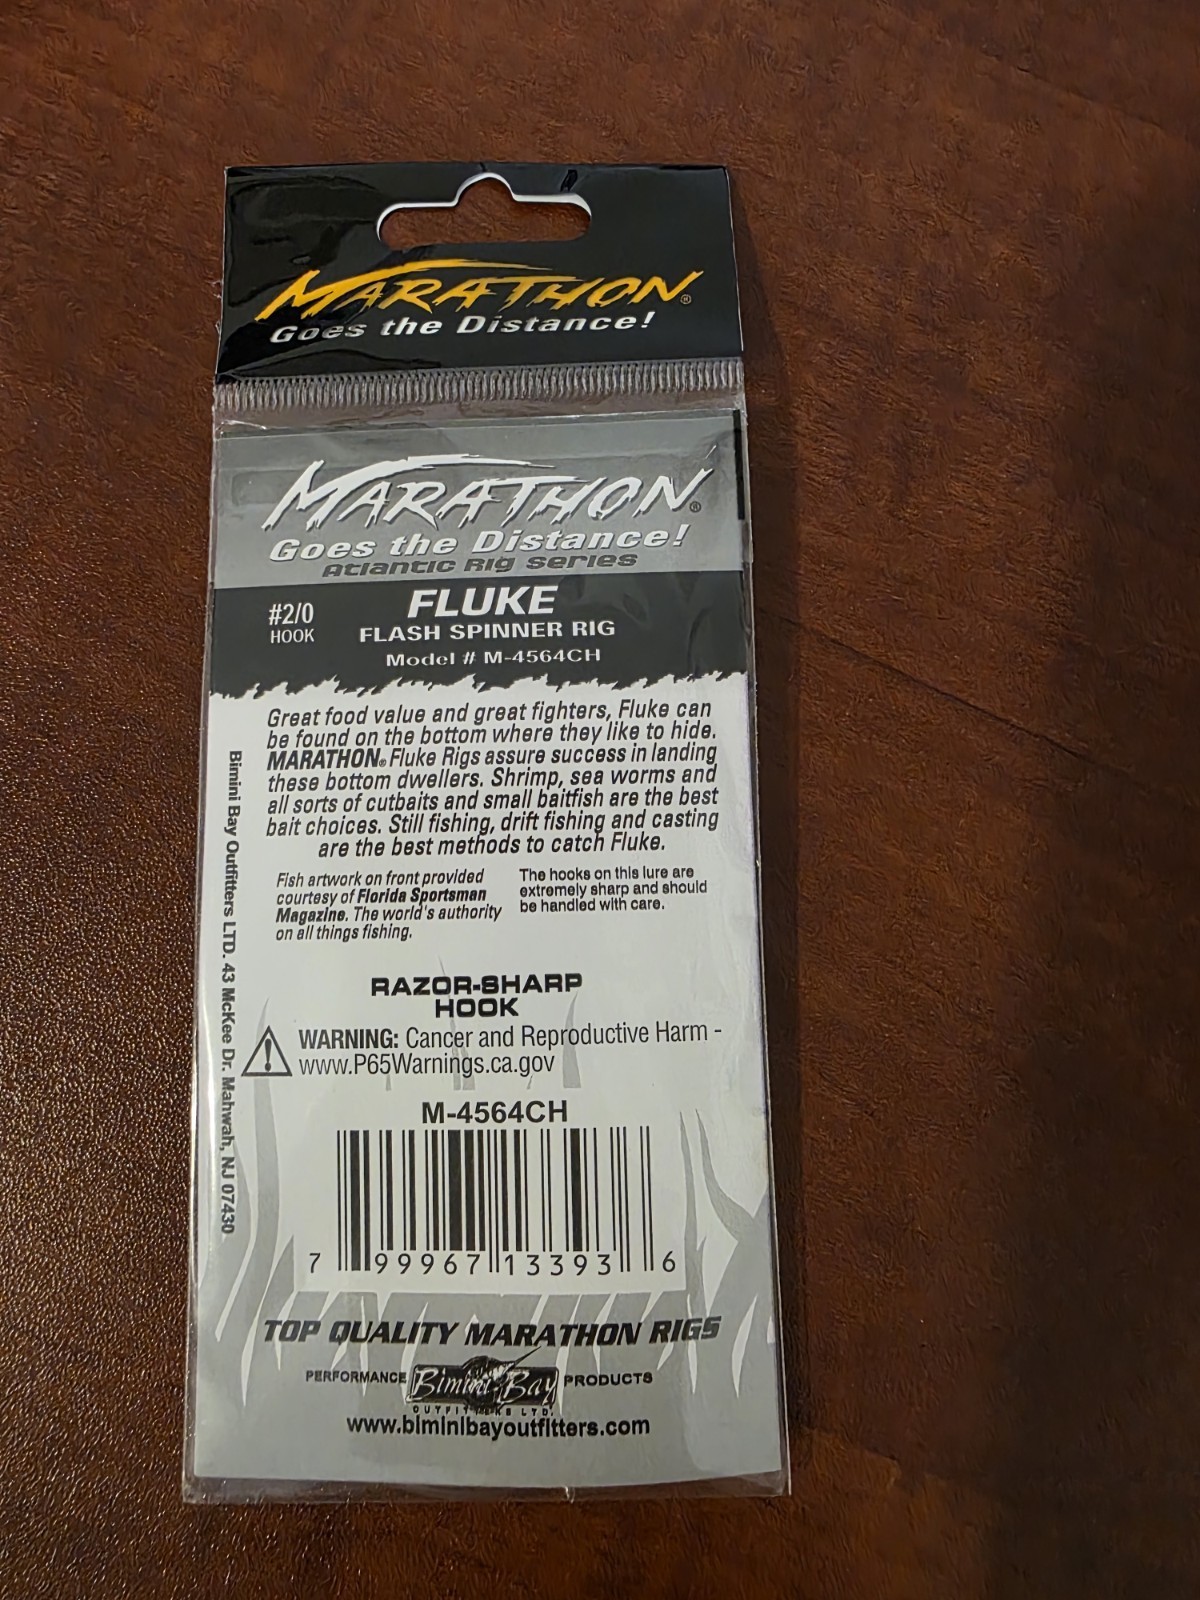 MARATHON®
Goes the Distance!
MARATHON®
Goes the Distance!
Atlantic Rig Series
#2/0
HOOK
FLUKE
FLASH SPINNER RIG
Model # M-4564CH
Great food value and great fighters, Fluke can
be found on the bottom where they like to hide.
MARATHON® Fluke Rigs assure success in landing
these bottom dwellers. Shrimp, sea worms and
all sorts of cutbaits and small baitfish are the best
bait choices. Still fishing, drift fishing and casting
are the best methods to catch Fluke.
Fish artwork on front provided
courtesy of Florida Sportsman
Magazine. The world's authority
on all things fishing.
The hooks on this lure are
extremely sharp and should
be handled with care.
RAZOR-SHARP
HOOK
WARNING: Cancer and Reproductive Harm -
www.P65Warnings.ca.gov
M-4564CH
7 99967 13393 6
TOP QUALITY MARATHON RIGS
PERFORMANCE Bimini Bay PRODUCTS
OUTFITTERS LTD.
www.biminibayoutfitters.com
Bimini Bay Outfitters LTD. 43 McKee Dr. Mahwah, NJ 07430